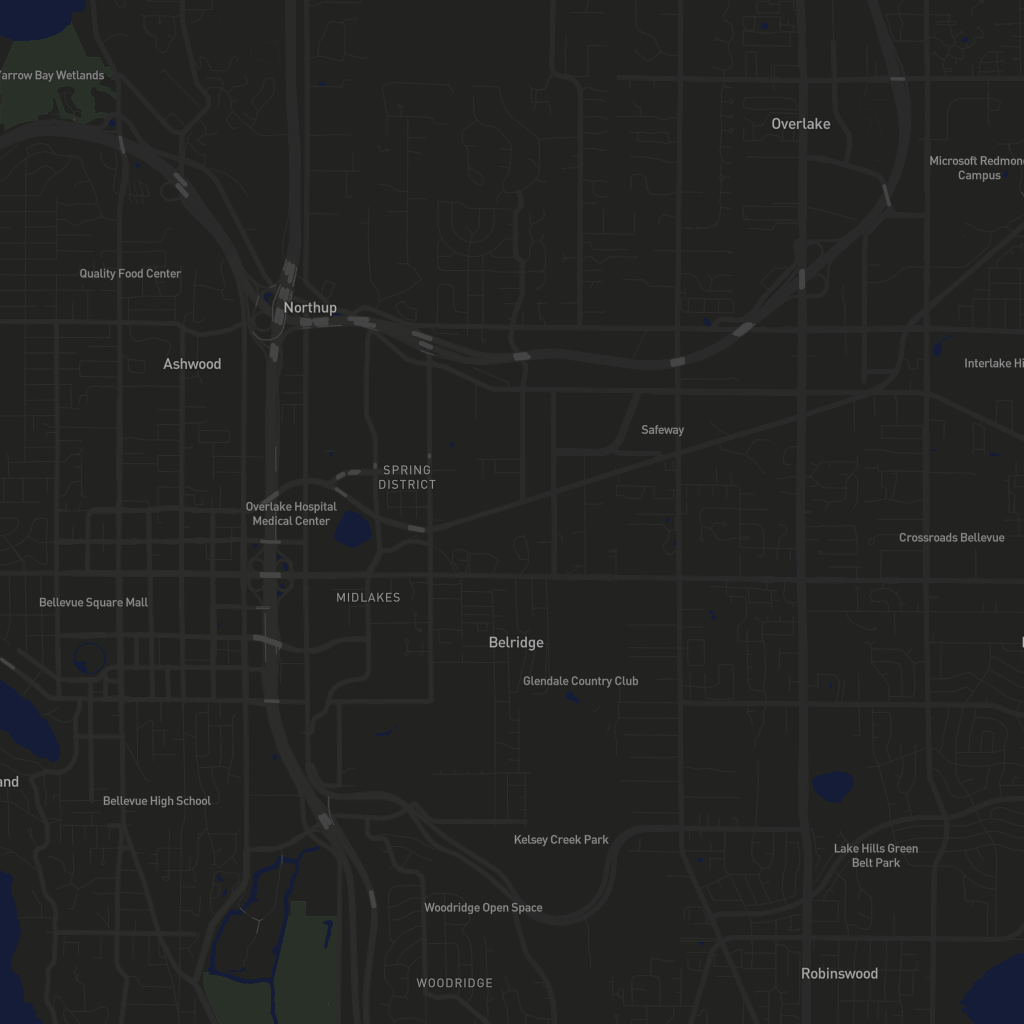 Yarrow Bay Wetlands
Overlake
Microsoft Redmond
Campus
Quality Food Center
Northup
Ashwood
Interlake Hi
Safeway
SPRING
DISTRICT
Overlake Hospital
Medical Center
Crossroads Bellevue
MIDLAKES
Bellevue Square Mall
Belridge
Glendale Country Club
and
Bellevue High School
Kelsey Creek Park
Lake Hills Green
Belt Park
Woodridge Open Space
Robinswood
WOODRIDGE